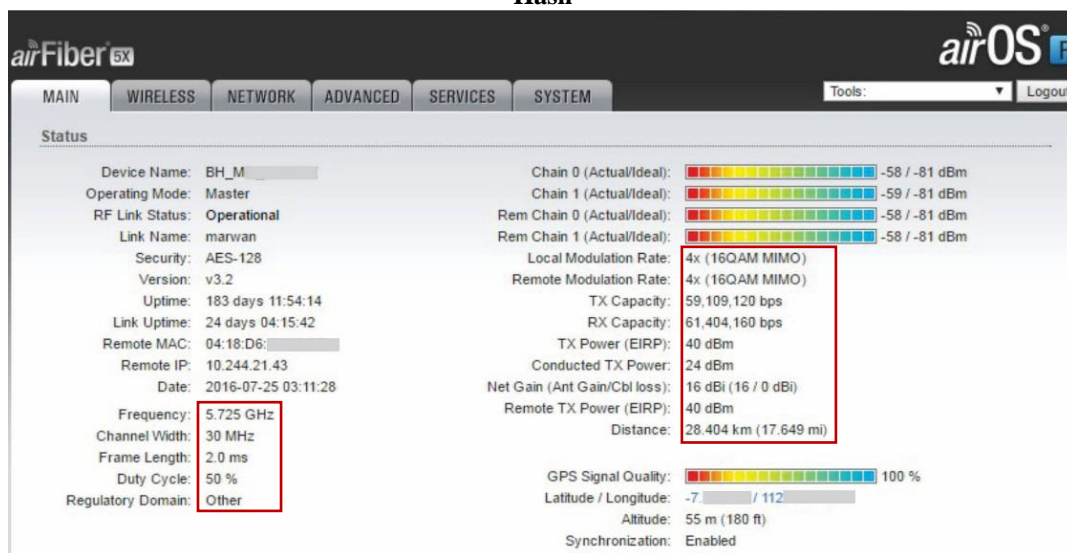 Hash
airFiber 5X
airOS
MAIN WIRELESS NETWORK ADVANCED SERVICES SYSTEM Tools: Logout
Status
Device Name: BH_M
Operating Mode: Master
RF Link Status: Operational
Link Name: marwan
Security: AES-128
Version: v3.2
Uptime: 183 days 11:54:14
Link Uptime: 24 days 04:15:42
Remote MAC: 04:18:D6:
Remote IP: 10.244.21.43
Date: 2016-07-25 03:11:28
Frequency: 5.725 GHz
Channel Width: 30 MHz
Frame Length: 2.0 ms
Duty Cycle: 50 %
Regulatory Domain: Other
Chain 0 (Actual/Ideal): -58 / -81 dBm
Chain 1 (Actual/Ideal): -59 / -81 dBm
Rem Chain 0 (Actual/Ideal): -58 / -81 dBm
Rem Chain 1 (Actual/Ideal): -58 / -81 dBm
Local Modulation Rate: 4x (16QAM MIMO)
Remote Modulation Rate: 4x (16QAM MIMO)
TX Capacity: 59,109,120 bps
RX Capacity: 61,404,160 bps
TX Power (EIRP): 40 dBm
Conducted TX Power: 24 dBm
Net Gain (Ant Gain/Cbl loss): 16 dBi (16 / 0 dBi)
Remote TX Power (EIRP): 40 dBm
Distance: 28.404 km (17.649 mi)
GPS Signal Quality: 100 %
Latitude / Longitude: -7. / 112
Altitude: 55 m (180 ft)
Synchronization: Enabled